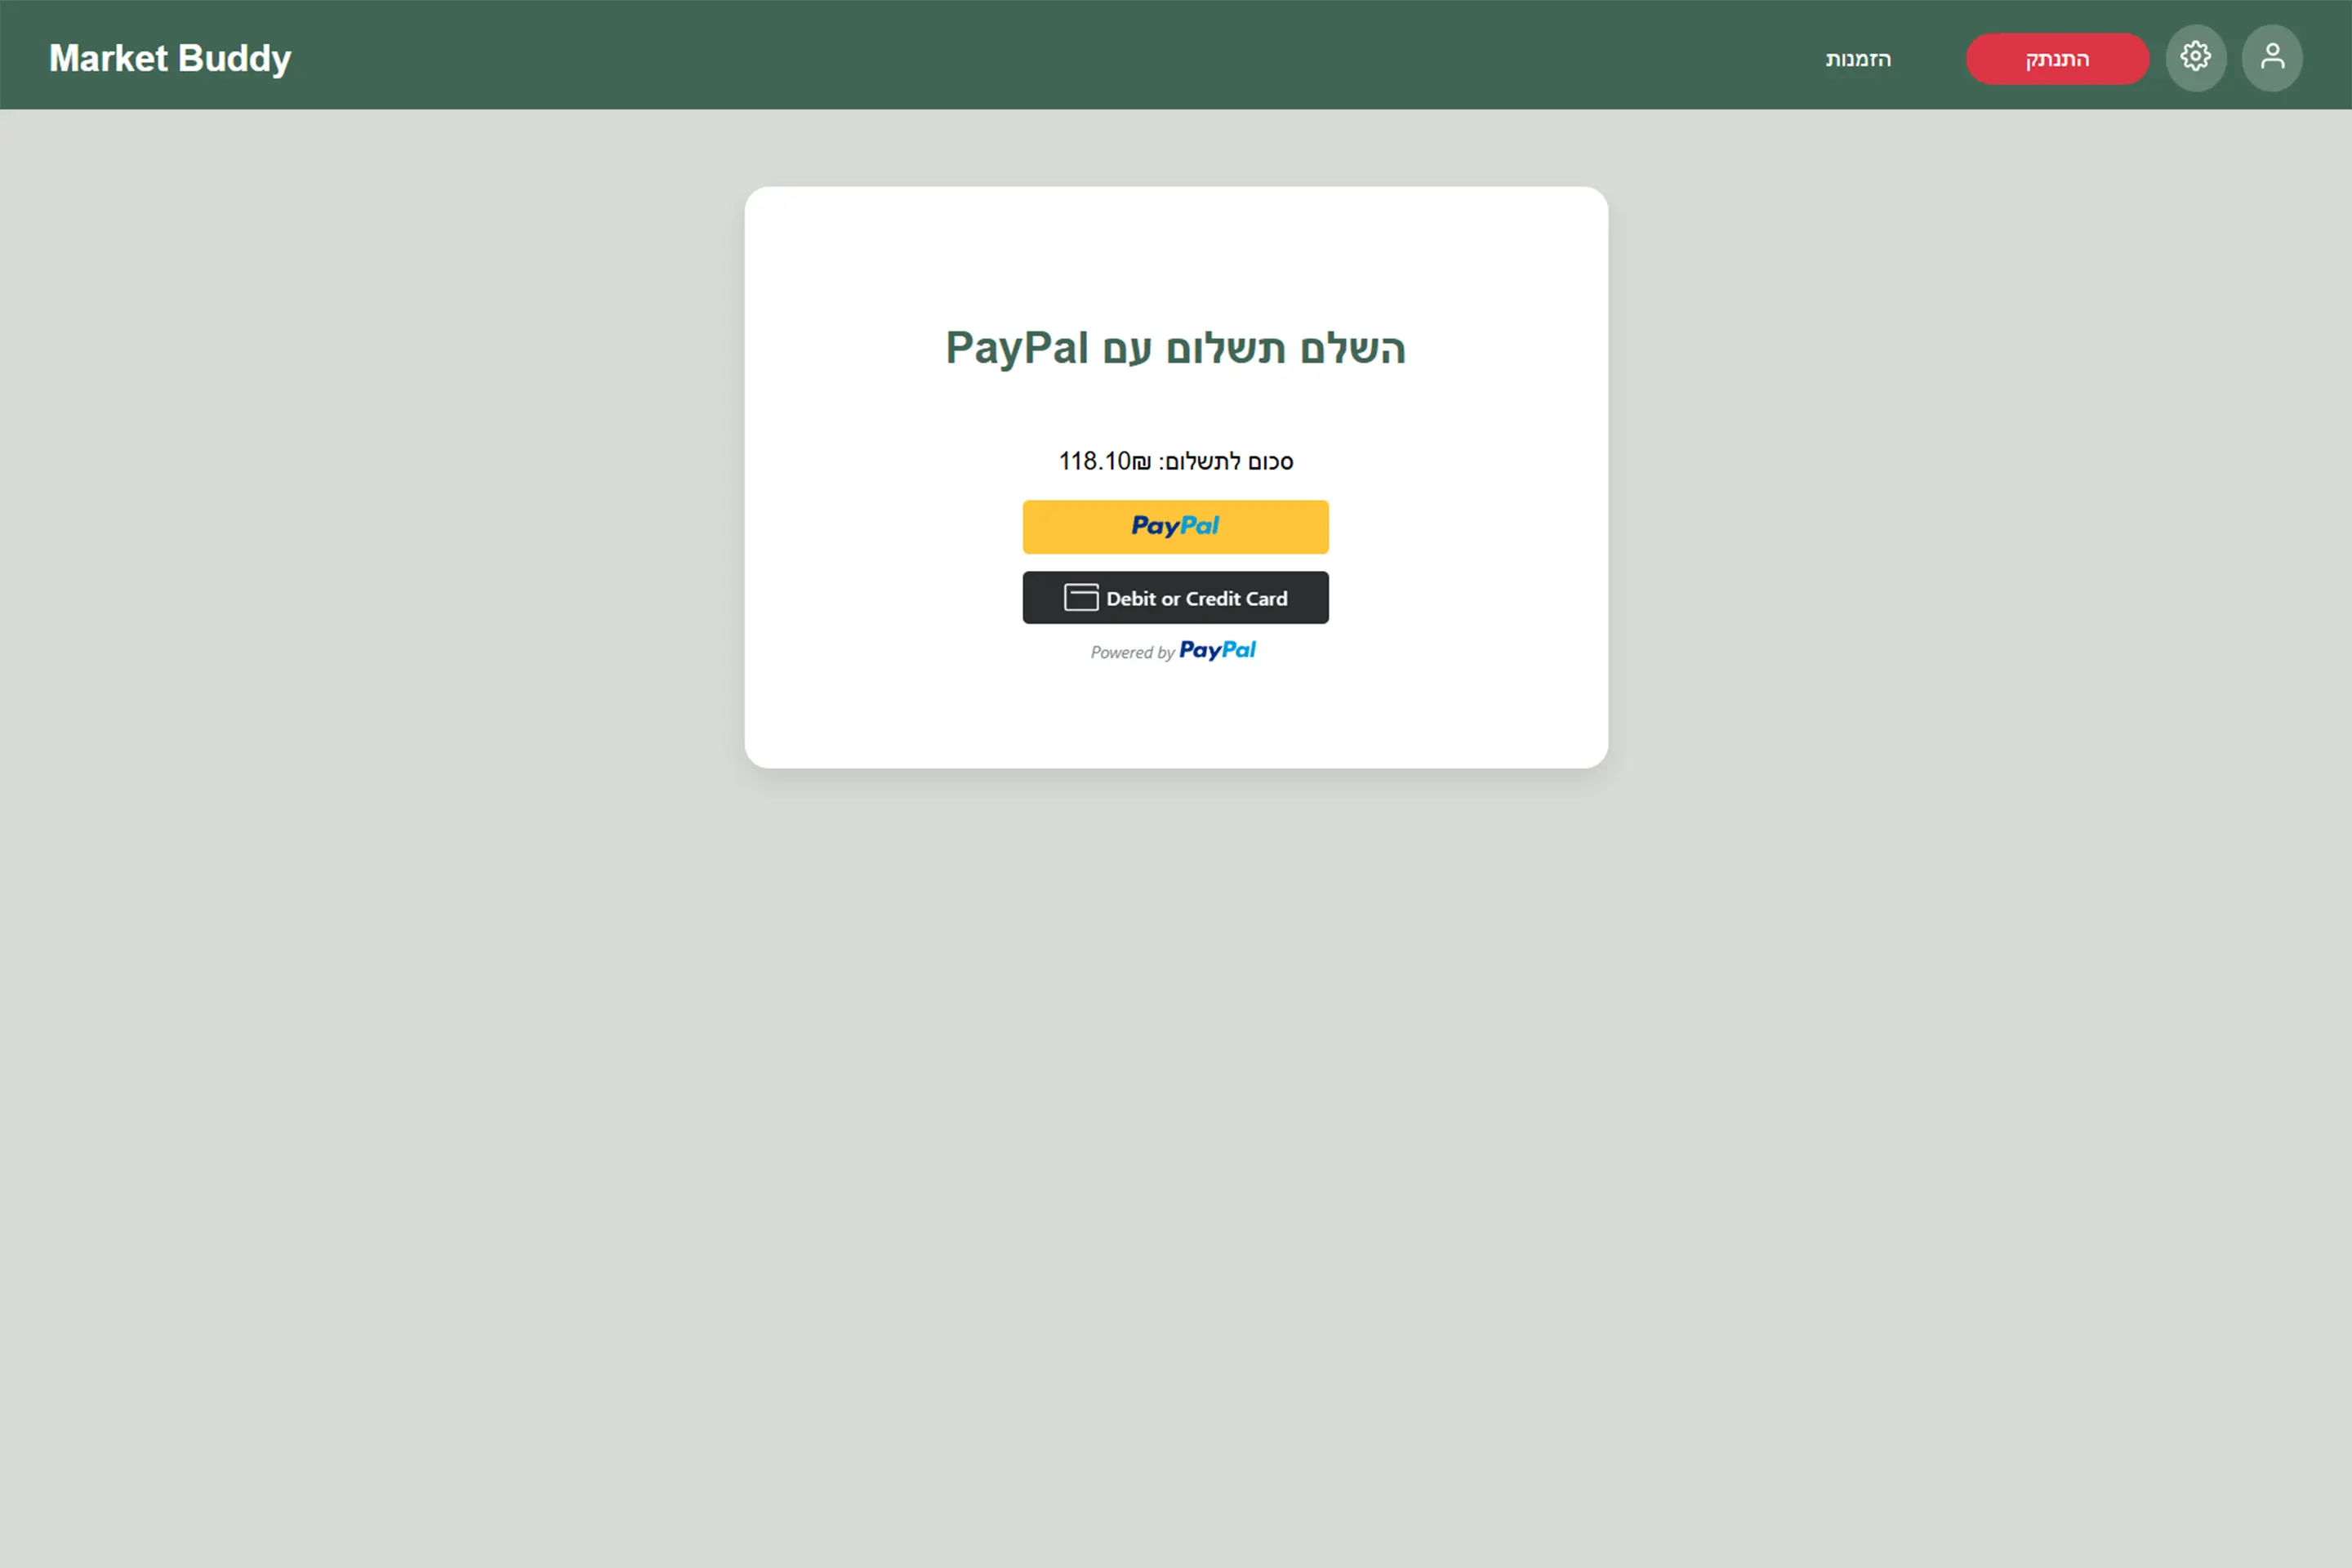 Market Buddy
הזמנות
התנתק
השלם תשלום עם PayPal
סכום לתשלום: ₪118.10
PayPal
Debit or Credit Card
Powered by PayPal